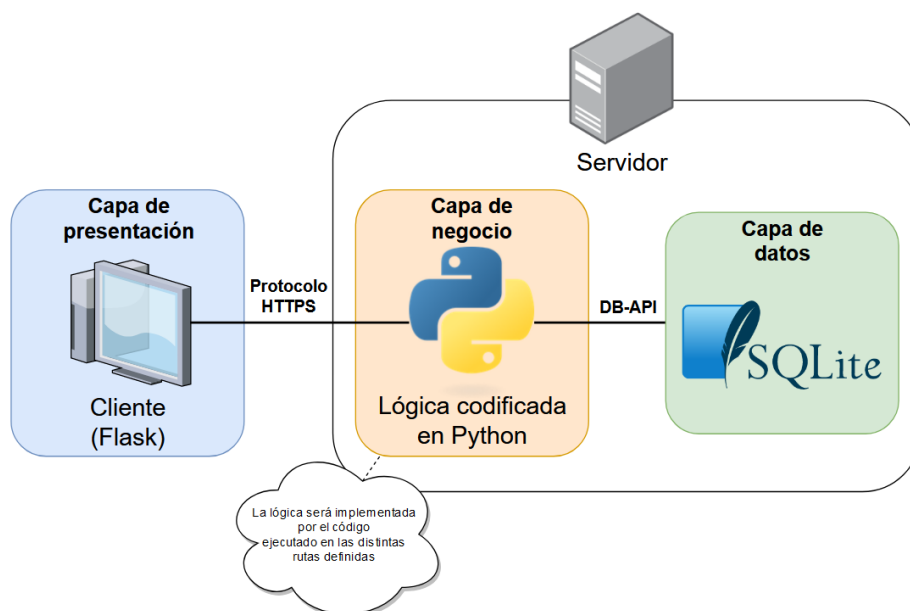 Servidor
Capa de
presentación
Cliente
(Flask)
Protocolo
HTTPS
Capa de
negocio
Lógica codificada
en Python
DB-API
Capa de
datos
SQLite
La lógica será implementada
por el código
ejecutado en las distintas
rutas definidas